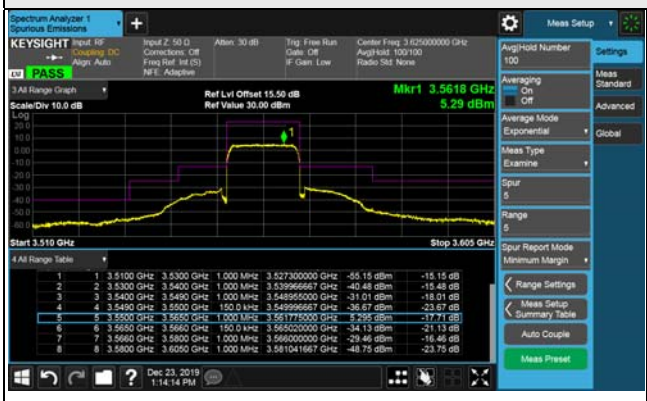 Spectrum Analyzer 1
Spurious Emissions
Meas Setup
KEYSIGHT
Input: RF
Coupling: DC
Align: Auto
Input Z: 50 Ω
Corrections: Off
Freq Ref: Int (S)
NFE: Adaptive
Atten: 30 dB
Trig: Free Run
Gate: Off
IF Gain: Low
Center Freq: 3.625000000 GHz
Avg|Hold: 100/100
Radio Std: None
PASS
3 All Range Graph
Scale/Div 10.0 dB
Ref Lvl Offset 15.50 dB
Ref Value 30.00 dBm
Mkr1 3.5618 GHz
5.29 dBm
Log
20.0
10.0
0.00
-10.0
-20.0
-30.0
-40.0
-50.0
-60.0
1
Start 3.510 GHz
Stop 3.605 GHz
4 All Range Table
1 1 3.5100 GHz 3.5300 GHz 1.000 MHz 3.527300000 GHz -55.15 dBm -15.15 dB
2 2 3.5300 GHz 3.5400 GHz 1.000 MHz 3.539966667 GHz -40.48 dBm -15.48 dB
3 3 3.5400 GHz 3.5490 GHz 1.000 MHz 3.548955000 GHz -31.01 dBm -18.01 dB
4 4 3.5490 GHz 3.5500 GHz 150.0 kHz 3.549996667 GHz -36.67 dBm -23.67 dB
5 5 3.5500 GHz 3.5650 GHz 1.000 MHz 3.561775000 GHz 5.295 dBm -17.71 dB
6 6 3.5650 GHz 3.5660 GHz 150.0 kHz 3.565020000 GHz -34.13 dBm -21.13 dB
7 7 3.5660 GHz 3.5800 GHz 1.000 MHz 3.566000000 GHz -29.46 dBm -16.46 dB
8 8 3.5800 GHz 3.6050 GHz 1.000 MHz 3.581041667 GHz -48.75 dBm -23.75 dB
Avg|Hold Number
100
Averaging
On
Off
Average Mode
Exponential
Meas Type
Examine
Spur
5
Range
5
Spur Report Mode
Minimum Margin
Range Settings
Meas Setup
Summary Table
Auto Couple
Meas Preset
Settings
Meas
Standard
Advanced
Global
Dec 23, 2019
1:14:14 PM